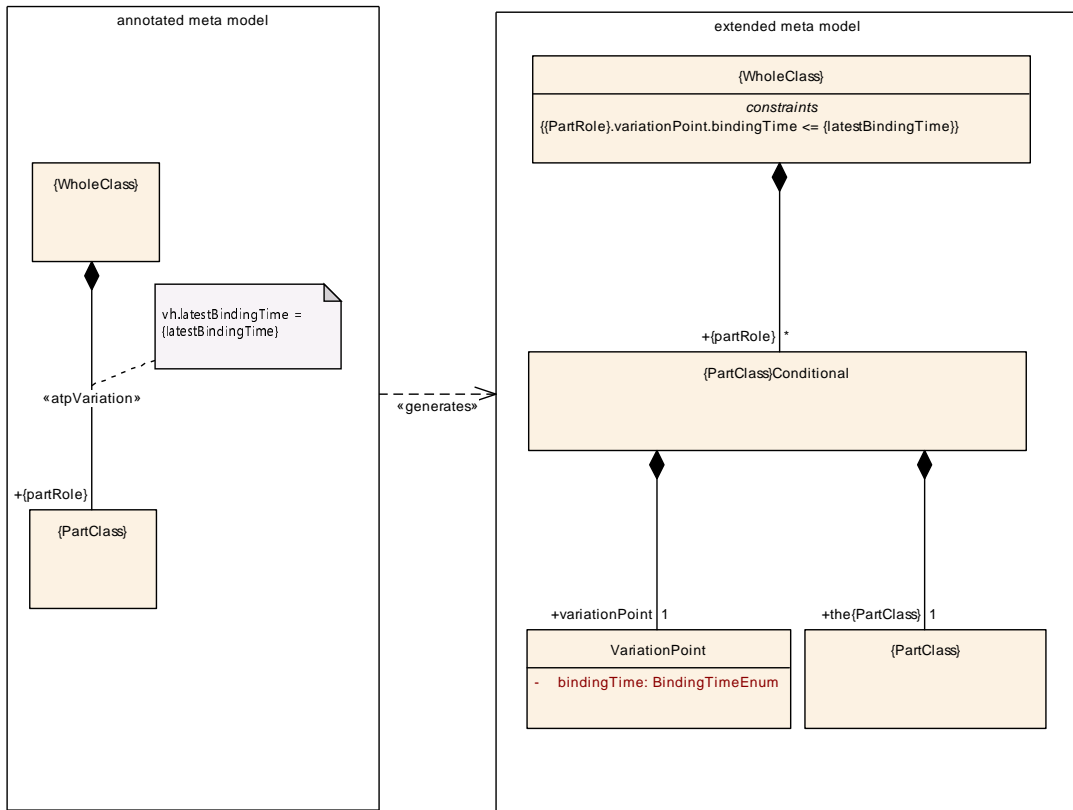 annotated meta model
{WholeClass}
vh.latestBindingTime =
{latestBindingTime}
«atpVariation»
+{partRole}
{PartClass}
«generates»
extended meta model
{WholeClass}
constraints
{{PartRole}.variationPoint.bindingTime <= {latestBindingTime}}
+{partRole} *
{PartClass}Conditional
+variationPoint 1
+the{PartClass} 1
VariationPoint
- bindingTime: BindingTimeEnum
{PartClass}